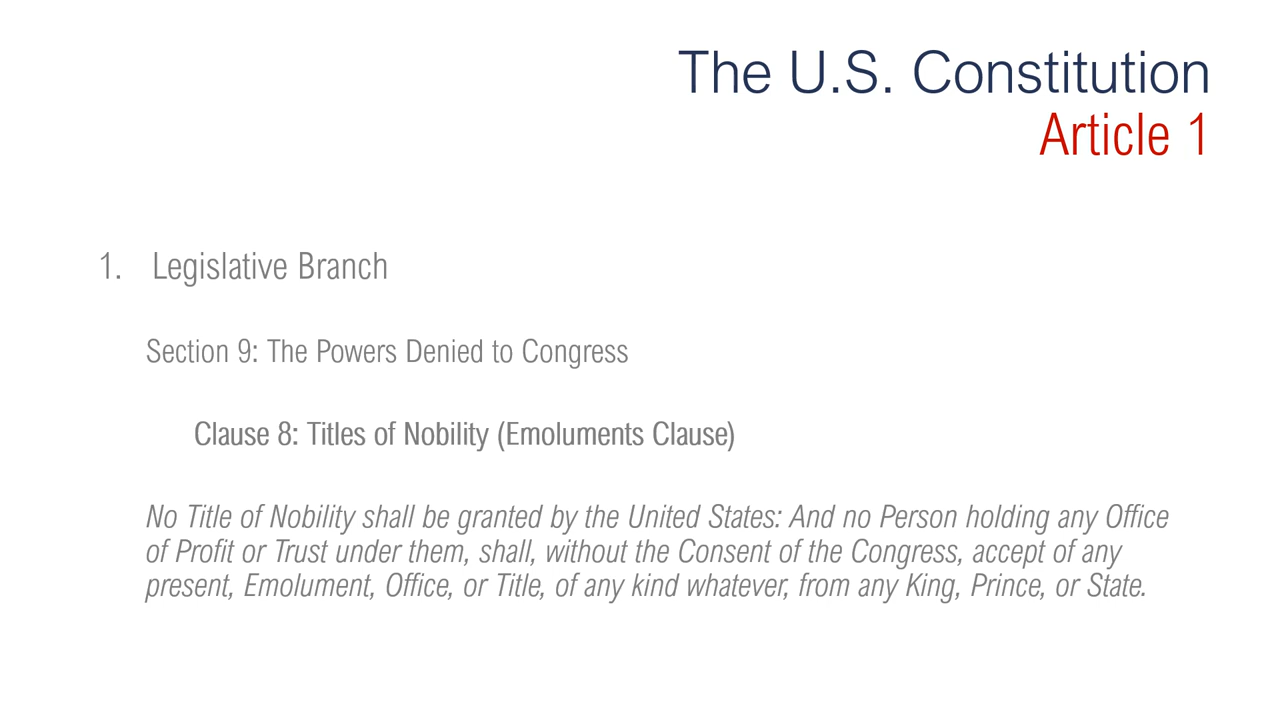 The U.S. Constitution
Article 1
1. Legislative Branch
Section 9: The Powers Denied to Congress
Clause 8: Titles of Nobility (Emoluments Clause)
No Title of Nobility shall be granted by the United States: And no Person holding any Office
of Profit or Trust under them, shall, without the Consent of the Congress, accept of any
present, Emolument, Office, or Title, of any kind whatever, from any King, Prince, or State.